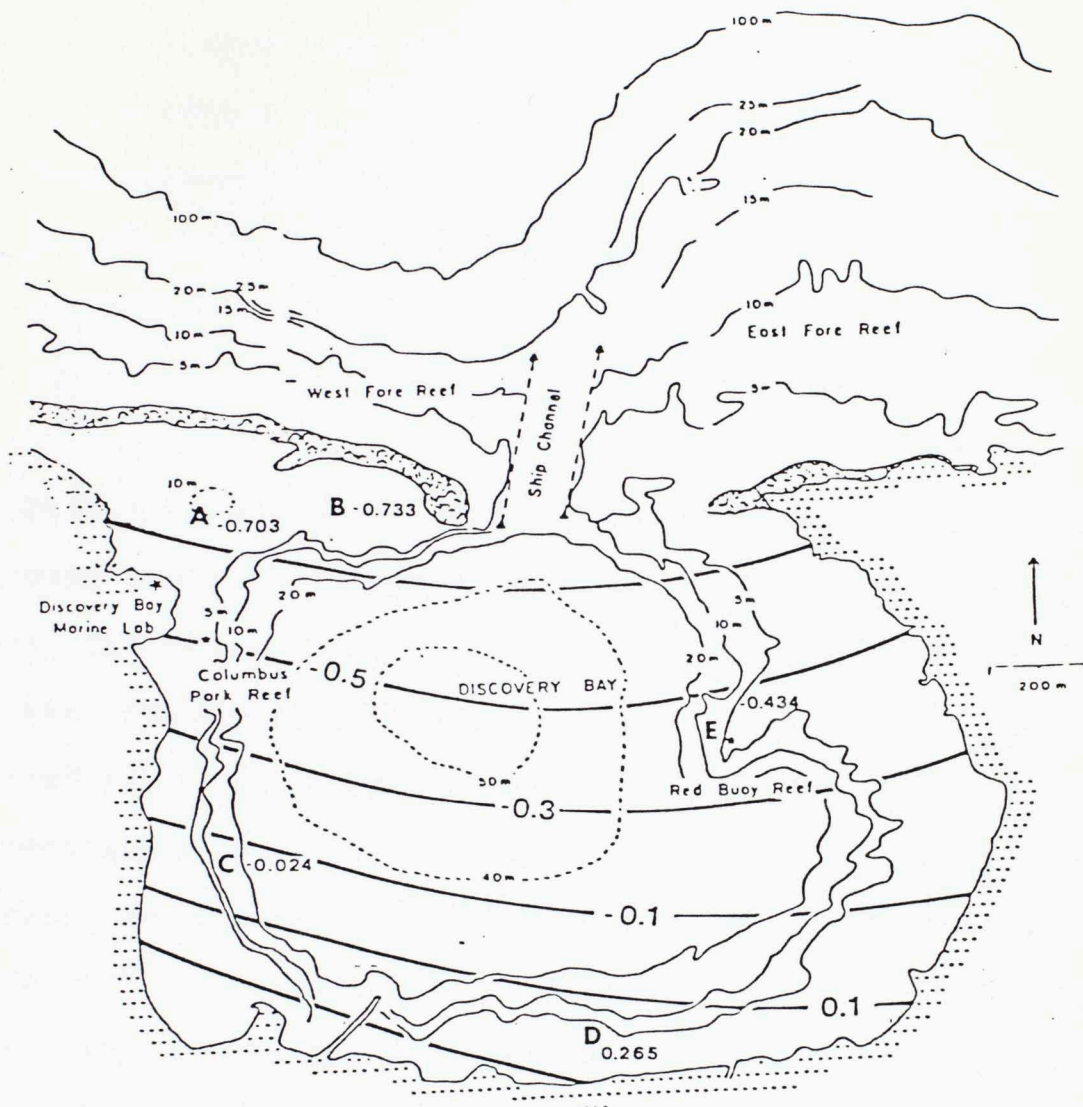 100m
25m
20m
15m
100m
20m
25m
15m
10m
10m
East Fore Reef
5m
5m
West Fore Reef
Ship Channel
10m
A -0.703
B -0.733
20m
Discovery Bay
Marine Lab
5m
10m
5m
10m
20m
N
200 m
Columbus
Park Reef
-0.5
DISCOVERY BAY
-0.434
E
50m
Red Buoy Reef
-0.3
C -0.024
40m
-0.1
0.1
D
0.265